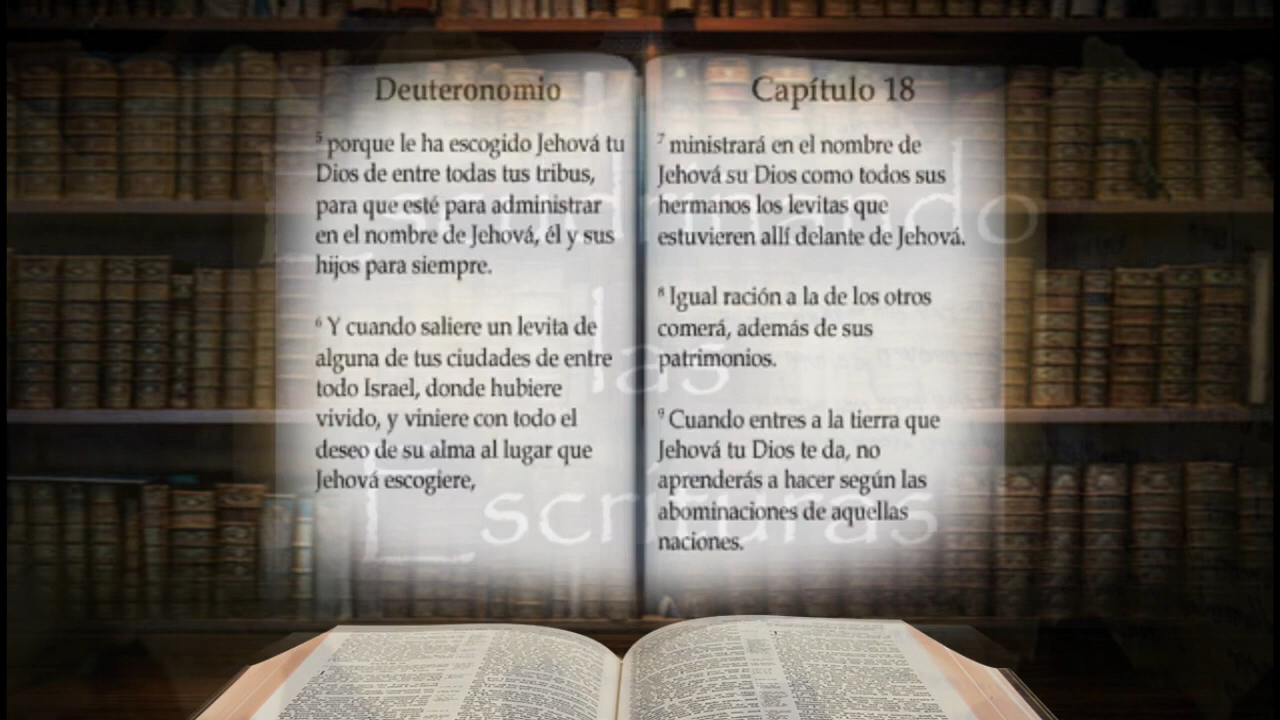 Deuteronomio
⁵ porque le ha escogido Jehová tu
Dios de entre todas tus tribus,
para que esté para administrar
en el nombre de Jehová, él y sus
hijos para siempre.
⁶ Y cuando saliere un levita de
alguna de tus ciudades de entre
todo Israel, donde hubiere
vivido, y viniere con todo el
deseo de su alma al lugar que
Jehová escogiere,
Capítulo 18
⁷ ministrará en el nombre de
Jehová su Dios como todos sus
hermanos los levitas que
estuvieren allí delante de Jehová.
⁸ Igual ración a la de los otros
comerá, además de sus
patrimonios.
⁹ Cuando entres a la tierra que
Jehová tu Dios te da, no
aprenderás a hacer según las
abominaciones de aquellas
naciones.
Escudriñando
las
Escrituras